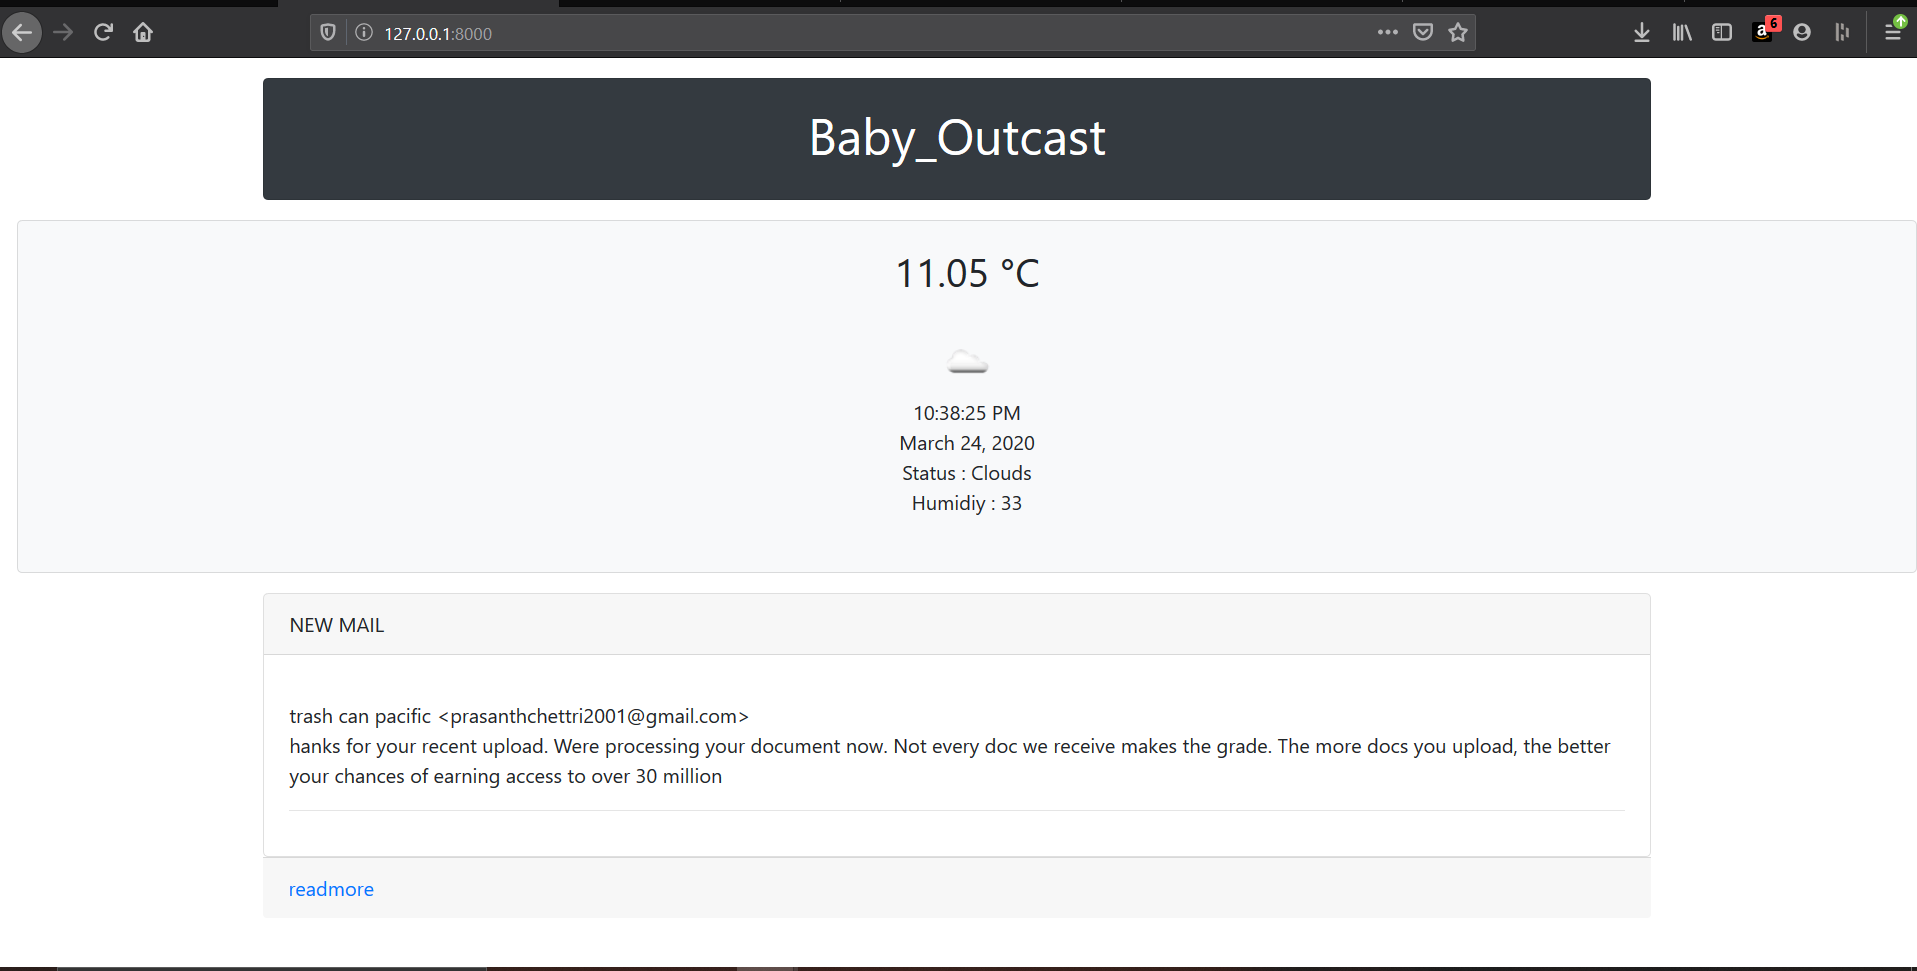 127.0.0.1:8000
a 6
Baby_Outcast
11.05 °C
10:38:25 PM
March 24, 2020
Status : Clouds
Humidiy : 33
NEW MAIL
trash can pacific <prasanthchettri2001@gmail.com>
hanks for your recent upload. Were processing your document now. Not every doc we receive makes the grade. The more docs you upload, the better
your chances of earning access to over 30 million
readmore